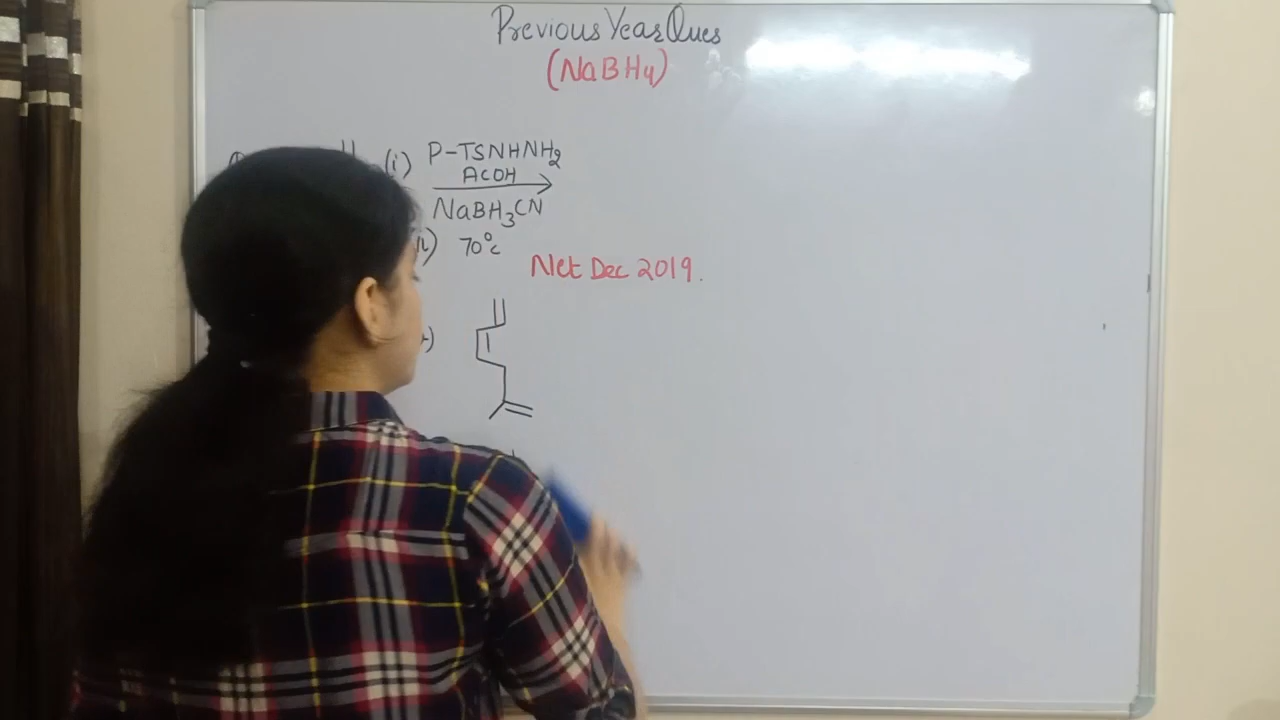 Previous Year Ques
(NaBH4)
(i) P-TSNHNH2
ACOH
NaBH3CN
70°c
Net Dec 2019.